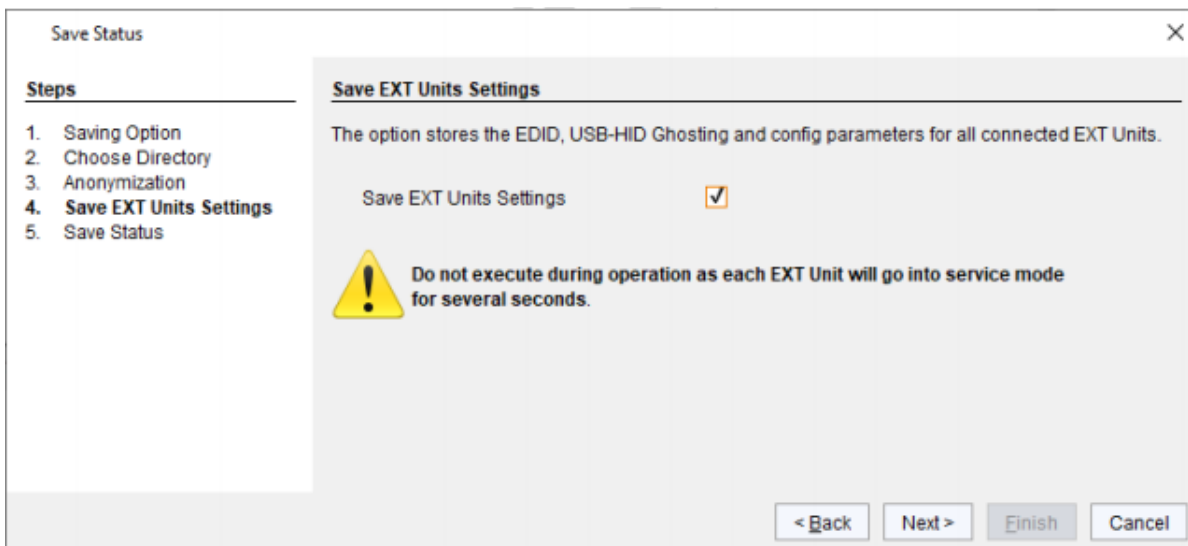 Save Status
Steps
1. Saving Option
2. Choose Directory
3. Anonymization
4. Save EXT Units Settings
5. Save Status
Save EXT Units Settings
The option stores the EDID, USB-HID Ghosting and config parameters for all connected EXT Units.
Save EXT Units Settings
Do not execute during operation as each EXT Unit will go into service mode
for several seconds.
< Back
Next >
Finish
Cancel